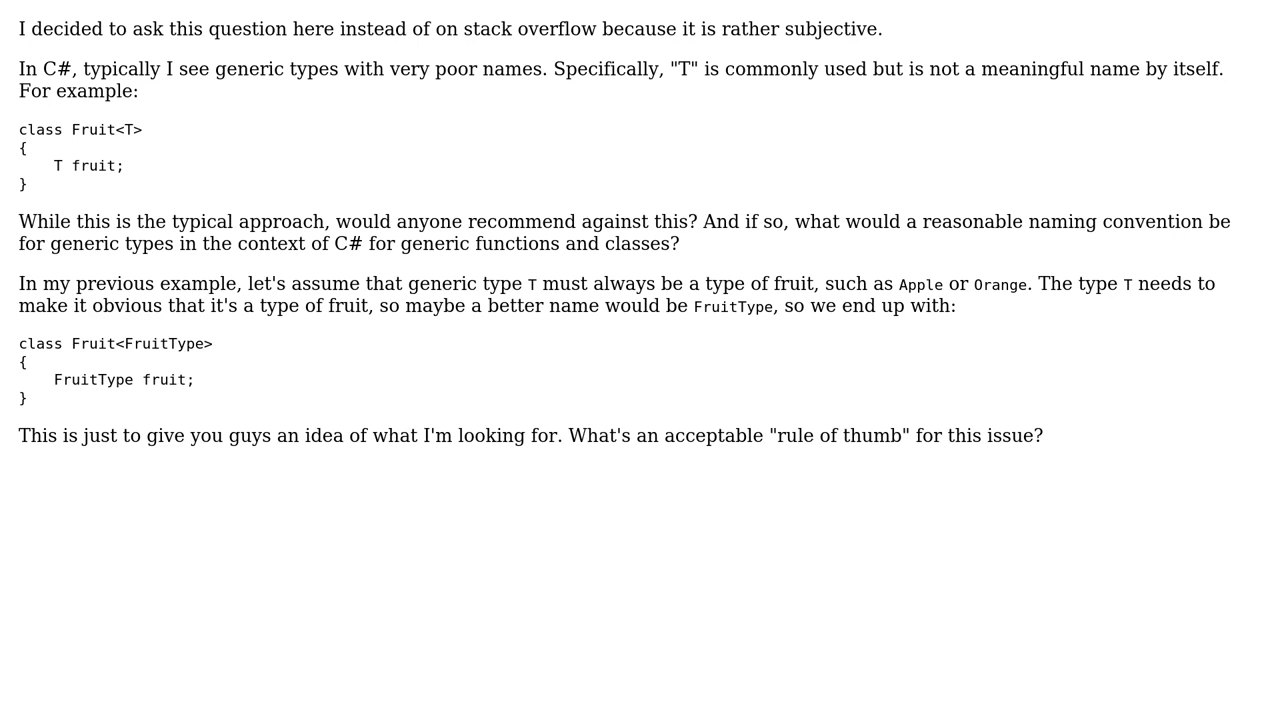 I decided to ask this question here instead of on stack overflow because it is rather subjective.
In C#, typically I see generic types with very poor names. Specifically, "T" is commonly used but is not a meaningful name by itself.
For example:
class Fruit<T>
{
    T fruit;
}
While this is the typical approach, would anyone recommend against this? And if so, what would a reasonable naming convention be
for generic types in the context of C# for generic functions and classes?
In my previous example, let's assume that generic type T must always be a type of fruit, such as Apple or Orange. The type T needs to
make it obvious that it's a type of fruit, so maybe a better name would be FruitType, so we end up with:
class Fruit<FruitType>
{
    FruitType fruit;
}
This is just to give you guys an idea of what I'm looking for. What's an acceptable "rule of thumb" for this issue?